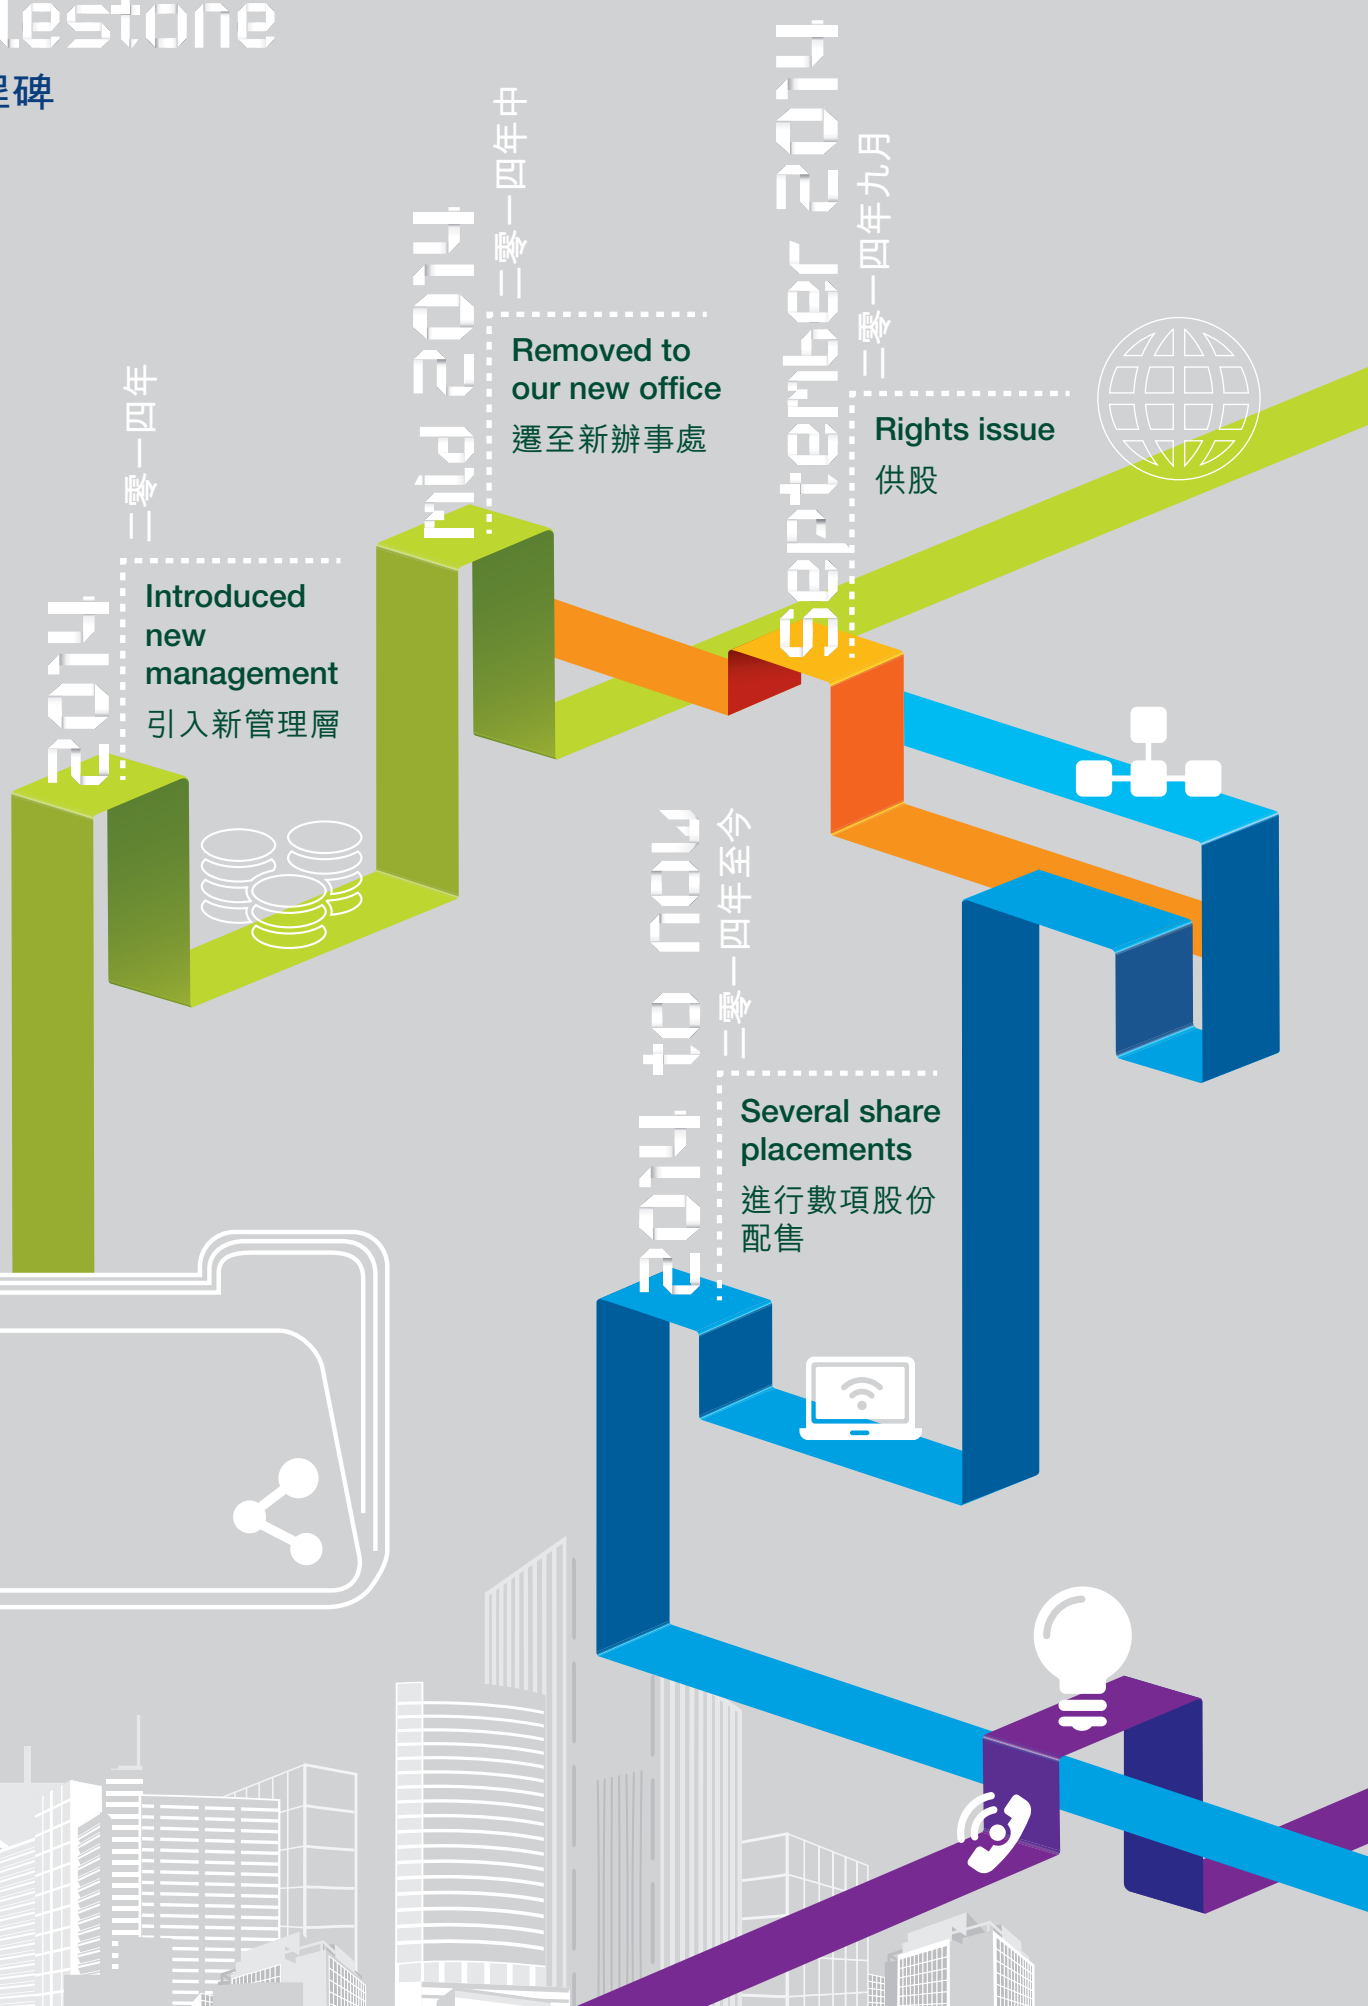 lestone
程碑
2014
二零一四年
Introduced
new
management
引入新管理層
mid 2014
二零一四年中
Removed to
our new office
遷至新辦事處
september 2014
二零一四年九月
Rights issue
供股
2014 to now
二零一四年至今
Several share
placements
進行數項股份
配售